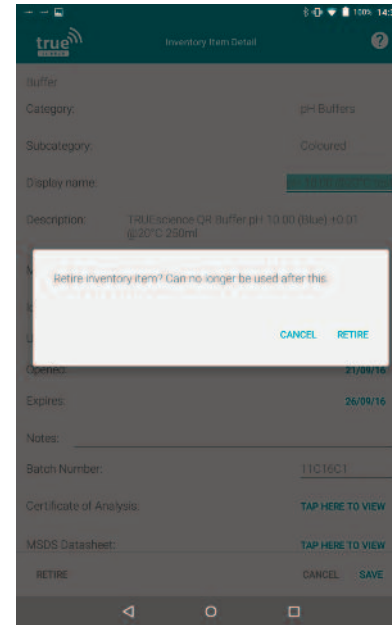 100% 14:
true
Inventory Item Detail
?
Buffer
Category: pH Buffers
Subcategory: Coloured
Display name:
Description: TRUEscience QR Buffer pH 10.00 (Blue) ±0.01
@20°C 250ml
Retire inventory item? Can no longer be used after this.
CANCEL RETIRE
Opened: 21/09/16
Expires: 26/09/16
Notes:
Batch Number: 11C16C1
Certificate of Analysis: TAP HERE TO VIEW
MSDS Datasheet: TAP HERE TO VIEW
RETIRE CANCEL SAVE